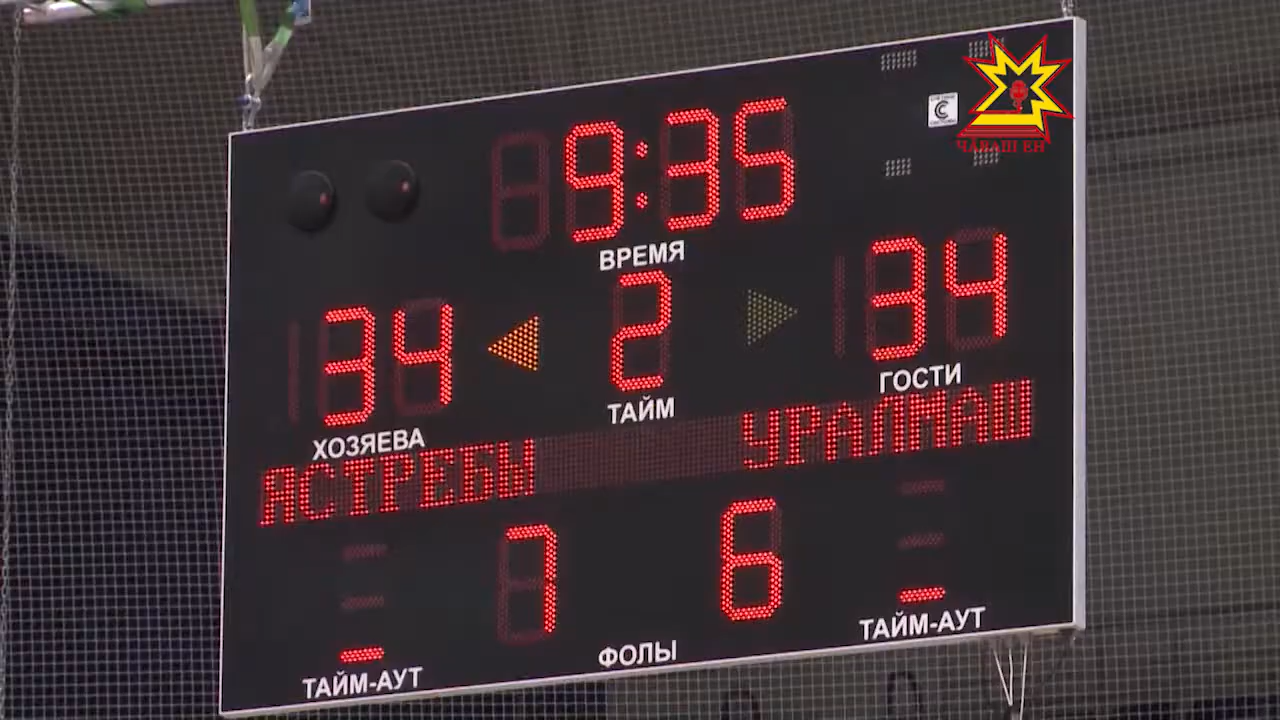 ЧӐВАШ ЕН
9:35
ВРЕМЯ
34 2 34
ХОЗЯЕВА ТАЙМ ГОСТИ
ЯСТРЕБЫ УРАЛМАШ
7 6
ТАЙМ-АУТ ФОЛЫ ТАЙМ-АУТ